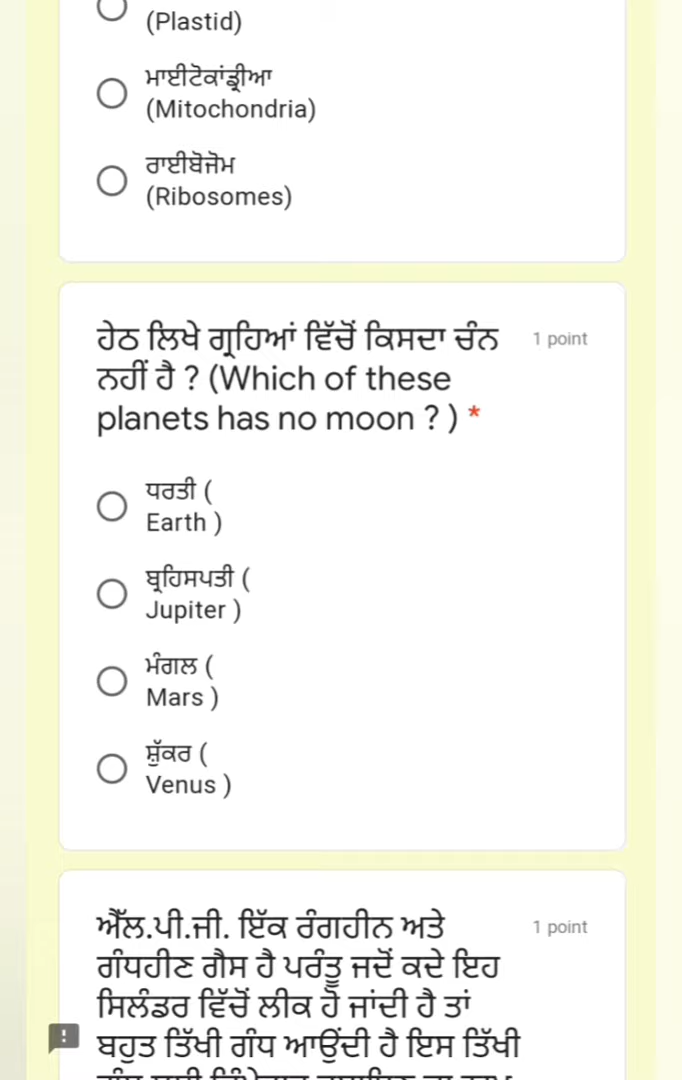 (Plastid)
ਮਾਈਟੋਕਾਂਡ੍ਰੀਆ
(Mitochondria)
ਰਾਈਬੋਜੋਮ
(Ribosomes)
ਹੇਠ ਲਿਖੇ ਗ੍ਰਹਿਆਂ ਵਿੱਚੋਂ ਕਿਸਦਾ ਚੰਨ
1 point
ਨਹੀਂ ਹੈ ? (Which of these
planets has no moon ? ) *
ਧਰਤੀ (
Earth )
ਬ੍ਰਹਿਸਪਤੀ (
Jupiter )
ਮੰਗਲ (
Mars )
ਸ਼ੁੱਕਰ (
Venus )
ਐੱਲ.ਪੀ.ਜੀ. ਇੱਕ ਰੰਗਹੀਨ ਅਤੇ
1 point
ਗੰਧਹੀਣ ਗੈਸ ਹੈ ਪਰੰਤੂ ਜਦੋਂ ਕਦੇ ਇਹ
ਸਿਲੰਡਰ ਵਿੱਚੋਂ ਲੀਕ ਹੋ ਜਾਂਦੀ ਹੈ ਤਾਂ
ਬਹੁਤ ਤਿੱਖੀ ਗੰਧ ਆਉਂਦੀ ਹੈ ਇਸ ਤਿੱਖੀ